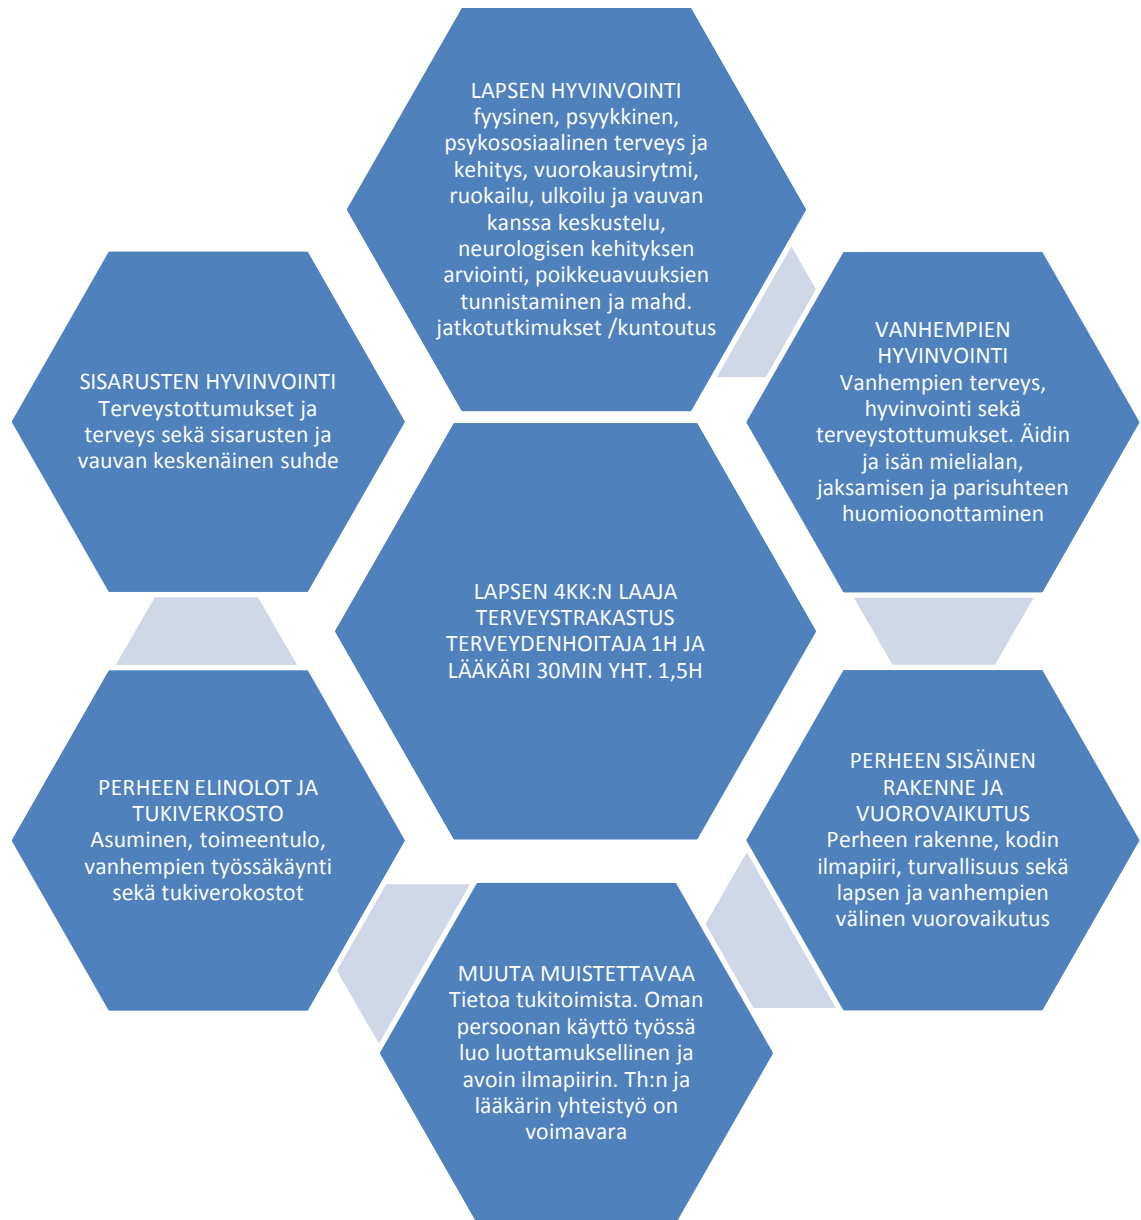 LAPSEN HYVINVOINTI
fyysinen, psyykkinen,
psykososiaalinen terveys ja
kehitys, vuorokausirytmi,
ruokailu, ulkoilu ja vauvan
kanssa keskustelu,
neurologisen kehityksen
arviointi, poikkeuavuuksien
tunnistaminen ja mahd.
jatkotutkimukset /kuntoutus
VANHEMPIEN
HYVINVOINTI
Vanhempien terveys,
hyvinvointi sekä
terveystottumukset. Äidin
ja isän mielialan,
jaksamisen ja parisuhteen
huomioonottaminen
SISARUSTEN HYVINVOINTI
Terveystottumukset ja
terveys sekä sisarusten ja
vauvan keskenäinen suhde
LAPSEN 4KK:N LAAJA
TERVEYSTRAKASTUS
TERVEYDENHOITAJA 1H JA
LÄÄKÄRI 30MIN YHT. 1,5H
PERHEEN SISÄINEN
RAKENNE JA
VUOROVAIKUTUS
Perheen rakenne, kodin
ilmapiiri, turvallisuus sekä
lapsen ja vanhempien
välinen vuorovaikutus
PERHEEN ELINOLOT JA
TUKIVERKOSTO
Asuminen, toimeentulo,
vanhempien työssäkäynti
sekä tukiverokostot
MUUTA MUISTETTAVAA
Tietoa tukitoimista. Oman
persoonan käyttö työssä
luo luottamuksellinen ja
avoin ilmapiirin. Th:n ja
lääkärin yhteistyö on
voimavara